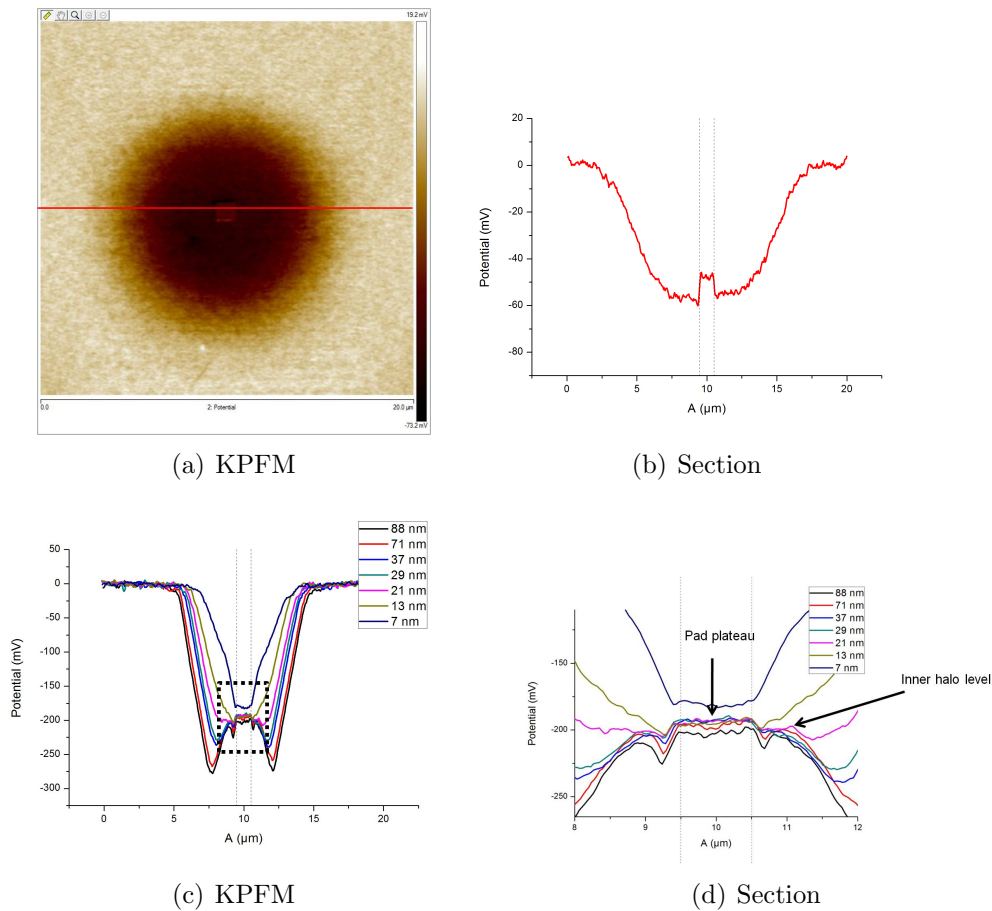 19.2 mV
0.0
2: Potential
20.0 µm
-73.2 mV
(a) KPFM
20
0
-20
-40
-60
-80
Potential (mV)
0
5
10
15
20
A (µm)
(b) Section
50
0
-50
-100
-150
-200
-250
-300
Potential (mV)
0
5
10
15
20
A (µm)
88 nm
71 nm
37 nm
29 nm
21 nm
13 nm
7 nm
(c) KPFM
-150
-200
-250
Potential (mV)
8
9
10
11
12
A (µm)
Pad plateau
88 nm
71 nm
37 nm
29 nm
21 nm
13 nm
7 nm
Inner halo level
(d) Section